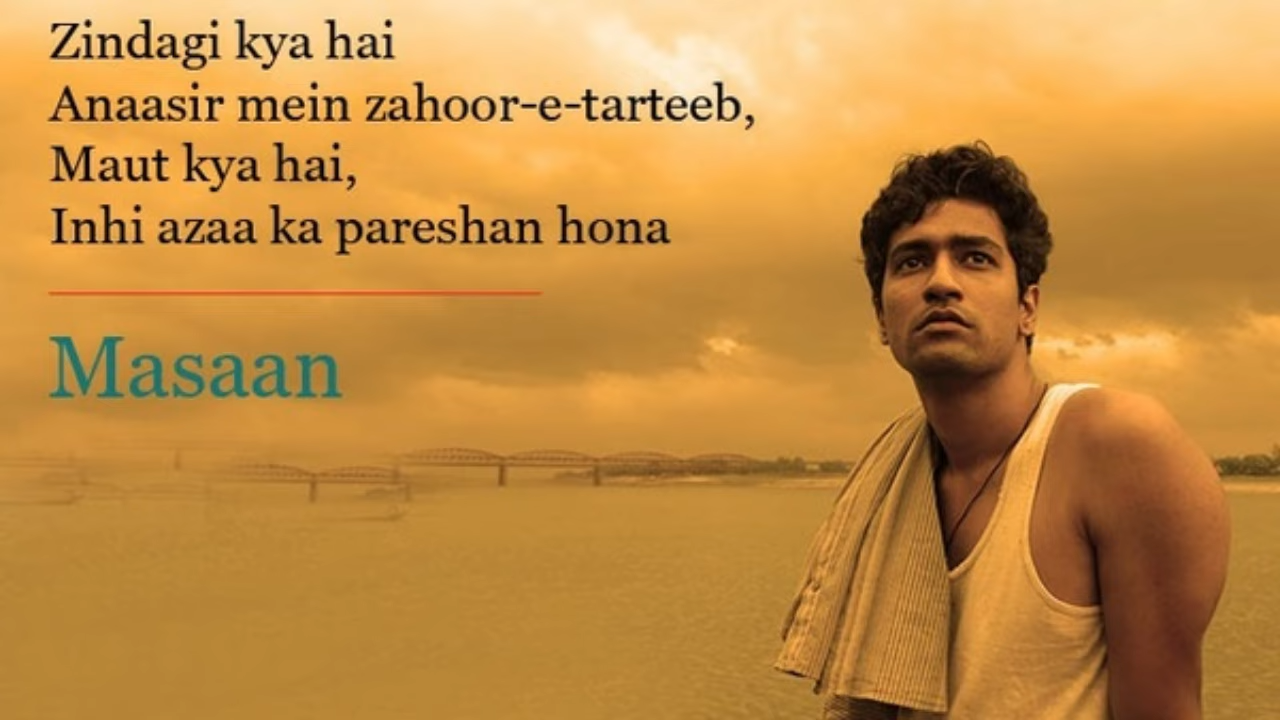 Zindagi kya hai
Anaasir mein zahoor-e-tarteeb,
Maut kya hai,
Inhi azaa ka pareshan hona
Masaan